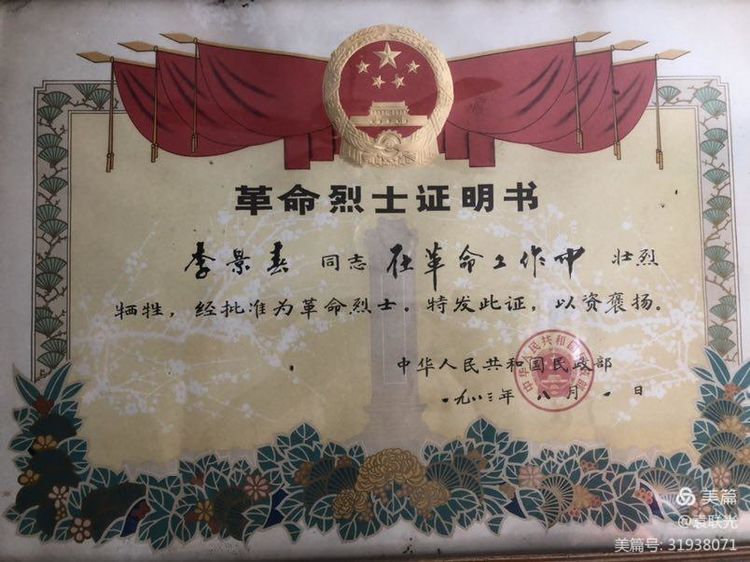 革命烈士证明书
李景春 同志 在革命工作中 壮烈
牺牲，经批准为革命烈士。特发此证，以资褒扬。
中华人民共和国民政部
一九八三年 八月 一日
美篇
@袁联光
美篇号: 31938071